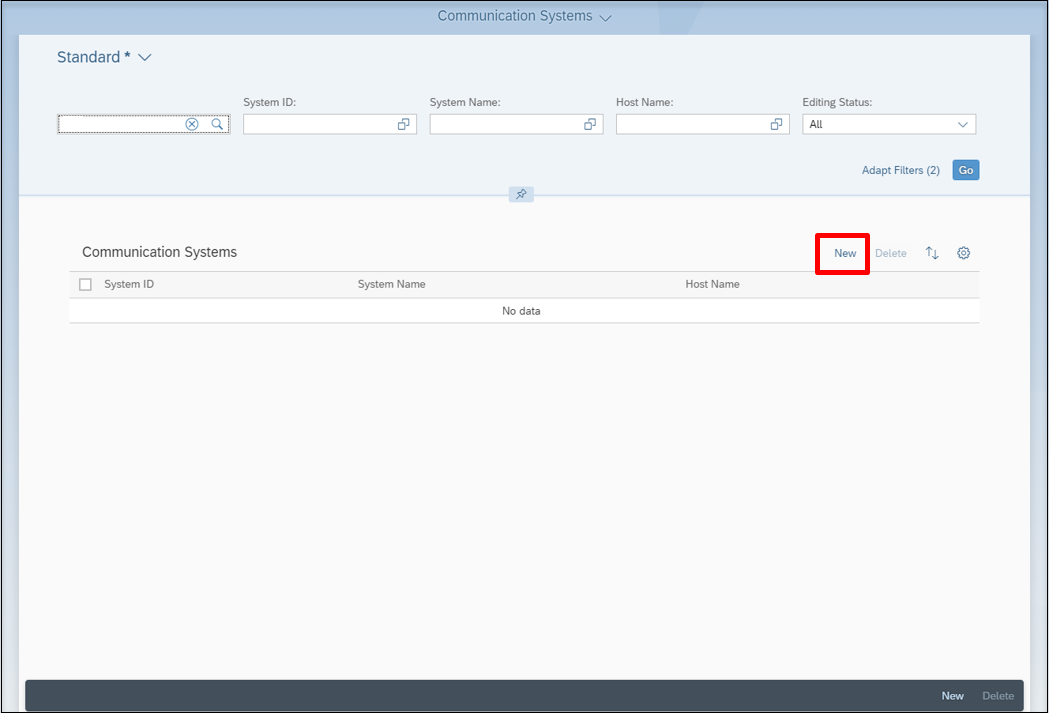 Communication Systems
Standard *
System ID: System Name: Host Name: Editing Status:
All
Adapt Filters (2) Go
Communication Systems New Delete
System ID System Name Host Name
No data
New Delete